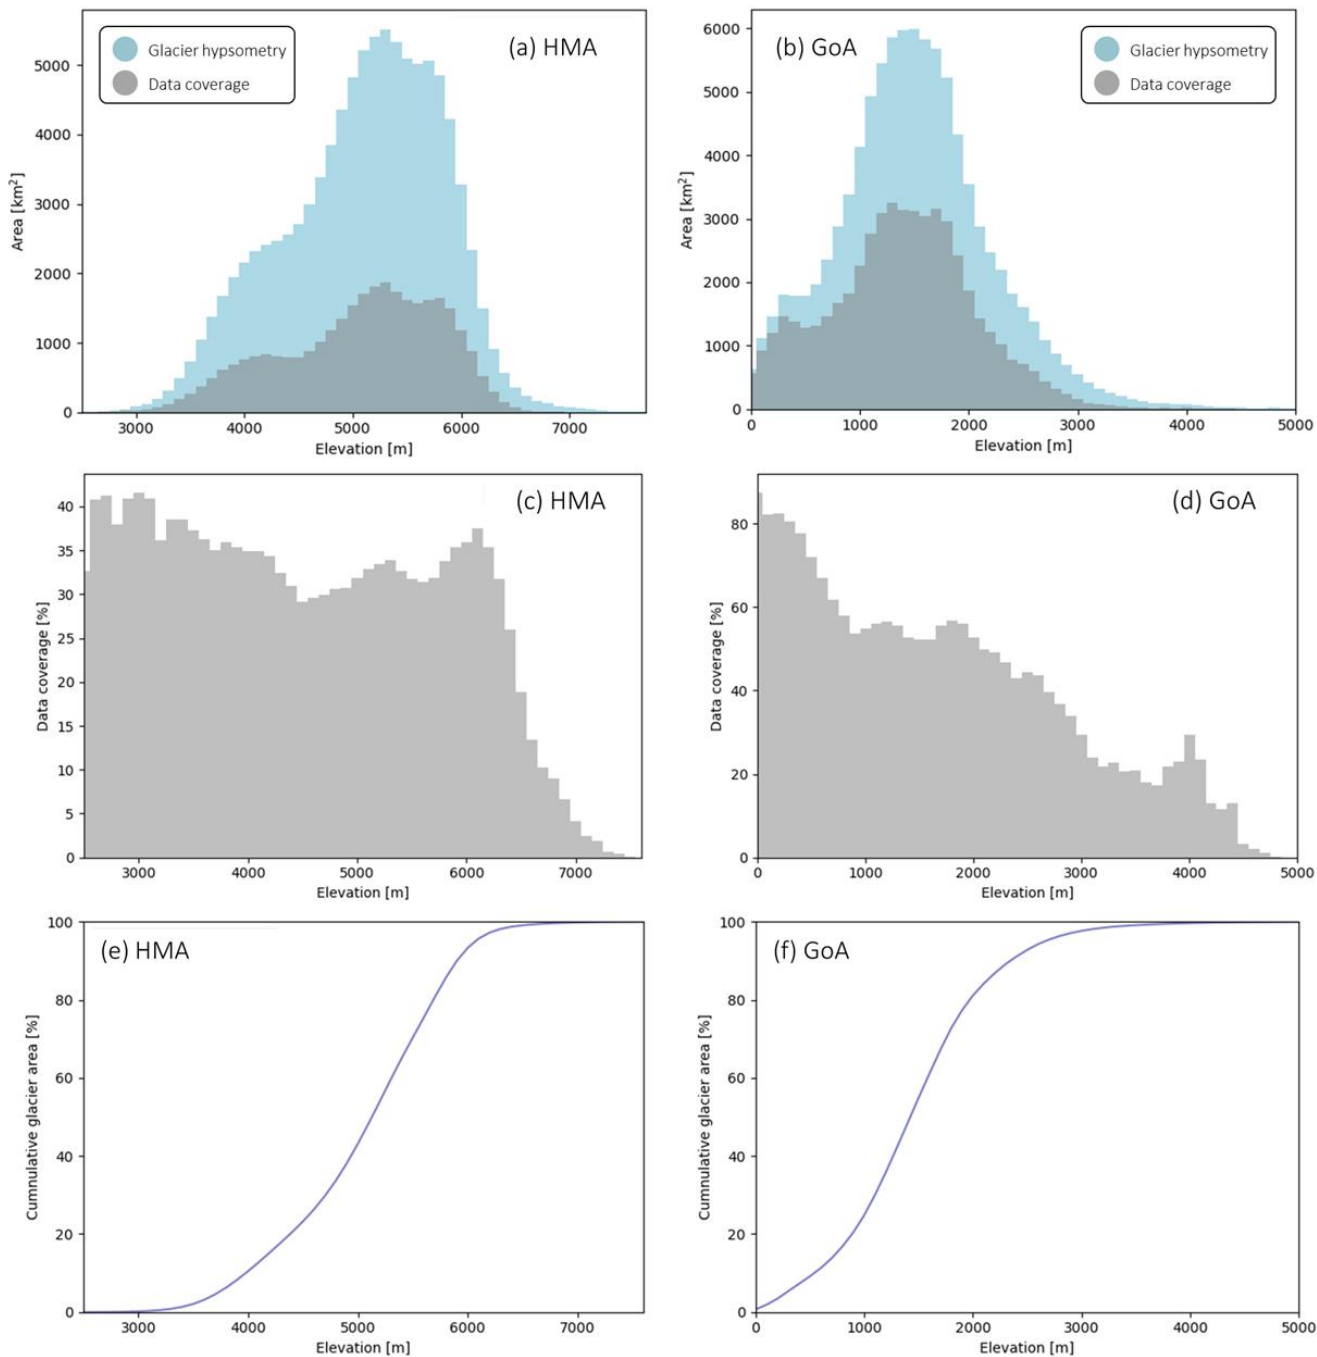 (a) HMA
Glacier hypsometry
Data coverage
Area [km²]
5000
4000
3000
2000
1000
0
3000 4000 5000 6000 7000
Elevation [m]
(b) GoA
Glacier hypsometry
Data coverage
Area [km²]
6000
5000
4000
3000
2000
1000
0
0 1000 2000 3000 4000 5000
Elevation [m]
(c) HMA
Data coverage [%]
40
35
30
25
20
15
10
5
0
3000 4000 5000 6000 7000
Elevation [m]
(d) GoA
Data coverage [%]
80
60
40
20
0
0 1000 2000 3000 4000 5000
Elevation [m]
(e) HMA
Cumnulative glacier area [%]
100
80
60
40
20
0
3000 4000 5000 6000 7000
Elevation [m]
(f) GoA
Cumnulative glacier area [%]
100
80
60
40
20
0
0 1000 2000 3000 4000 5000
Elevation [m]